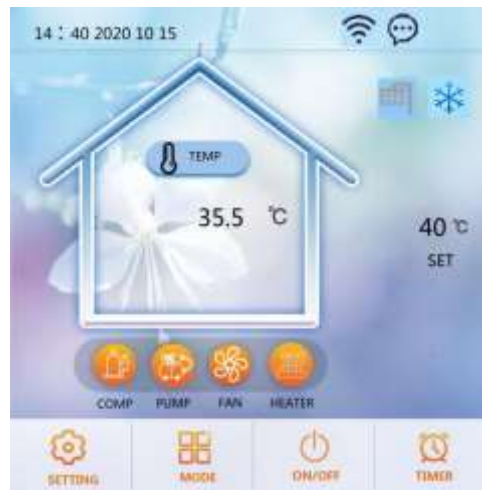 14 : 40 2020 10 15
TEMP
35.5 ℃
40 ℃
SET
COMP PUMP FAN HEATER
SETTING MODE ON/OFF TIMER